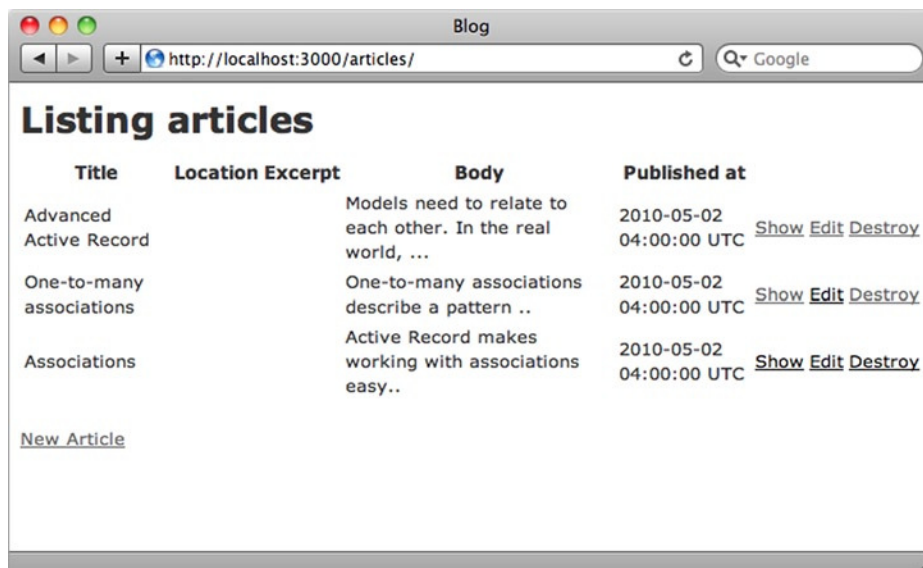 Blog
http://localhost:3000/articles/
Google
Listing articles
Title Location Excerpt Body Published at
Advanced Active Record Models need to relate to each other. In the real world, ... 2010-05-02 04:00:00 UTC Show Edit Destroy
One-to-many associations One-to-many associations describe a pattern .. 2010-05-02 04:00:00 UTC Show Edit Destroy
Associations Active Record makes working with associations easy.. 2010-05-02 04:00:00 UTC Show Edit Destroy
New Article